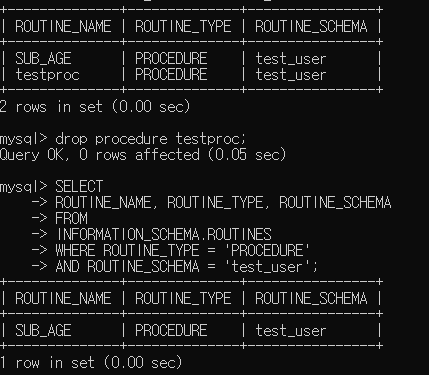 +--------------+--------------+----------------+
| ROUTINE_NAME | ROUTINE_TYPE | ROUTINE_SCHEMA |
+--------------+--------------+----------------+
| SUB_AGE      | PROCEDURE    | test_user      |
| testproc     | PROCEDURE    | test_user      |
+--------------+--------------+----------------+
2 rows in set (0.00 sec)

mysql> drop procedure testproc;
Query OK, 0 rows affected (0.05 sec)

mysql> SELECT
    -> ROUTINE_NAME, ROUTINE_TYPE, ROUTINE_SCHEMA
    -> FROM
    -> INFORMATION_SCHEMA.ROUTINES
    -> WHERE ROUTINE_TYPE = 'PROCEDURE'
    -> AND ROUTINE_SCHEMA = 'test_user';
+--------------+--------------+----------------+
| ROUTINE_NAME | ROUTINE_TYPE | ROUTINE_SCHEMA |
+--------------+--------------+----------------+
| SUB_AGE      | PROCEDURE    | test_user      |
+--------------+--------------+----------------+
1 row in set (0.00 sec)